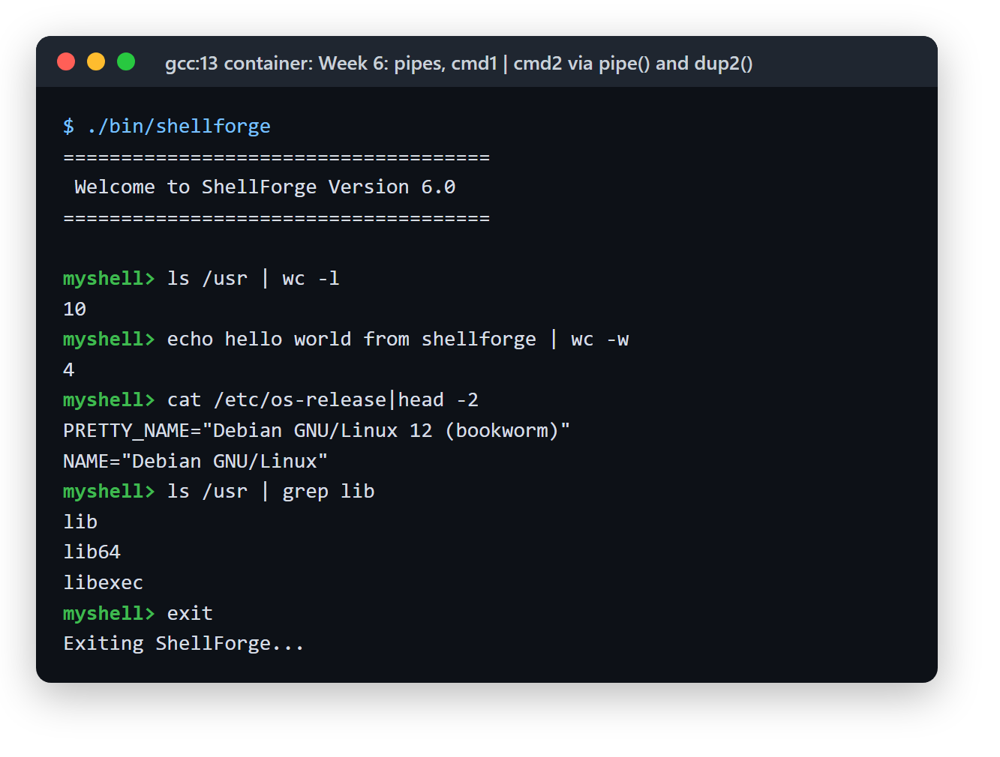 gcc:13 container: Week 6: pipes, cmd1 | cmd2 via pipe() and dup2()
$ ./bin/shellforge
=====================================
Welcome to ShellForge Version 6.0
=====================================
myshell> ls /usr | wc -l
10
myshell> echo hello world from shellforge | wc -w
4
myshell> cat /etc/os-release|head -2
PRETTY_NAME="Debian GNU/Linux 12 (bookworm)"
NAME="Debian GNU/Linux"
myshell> ls /usr | grep lib
lib
lib64
libexec
myshell> exit
Exiting ShellForge...